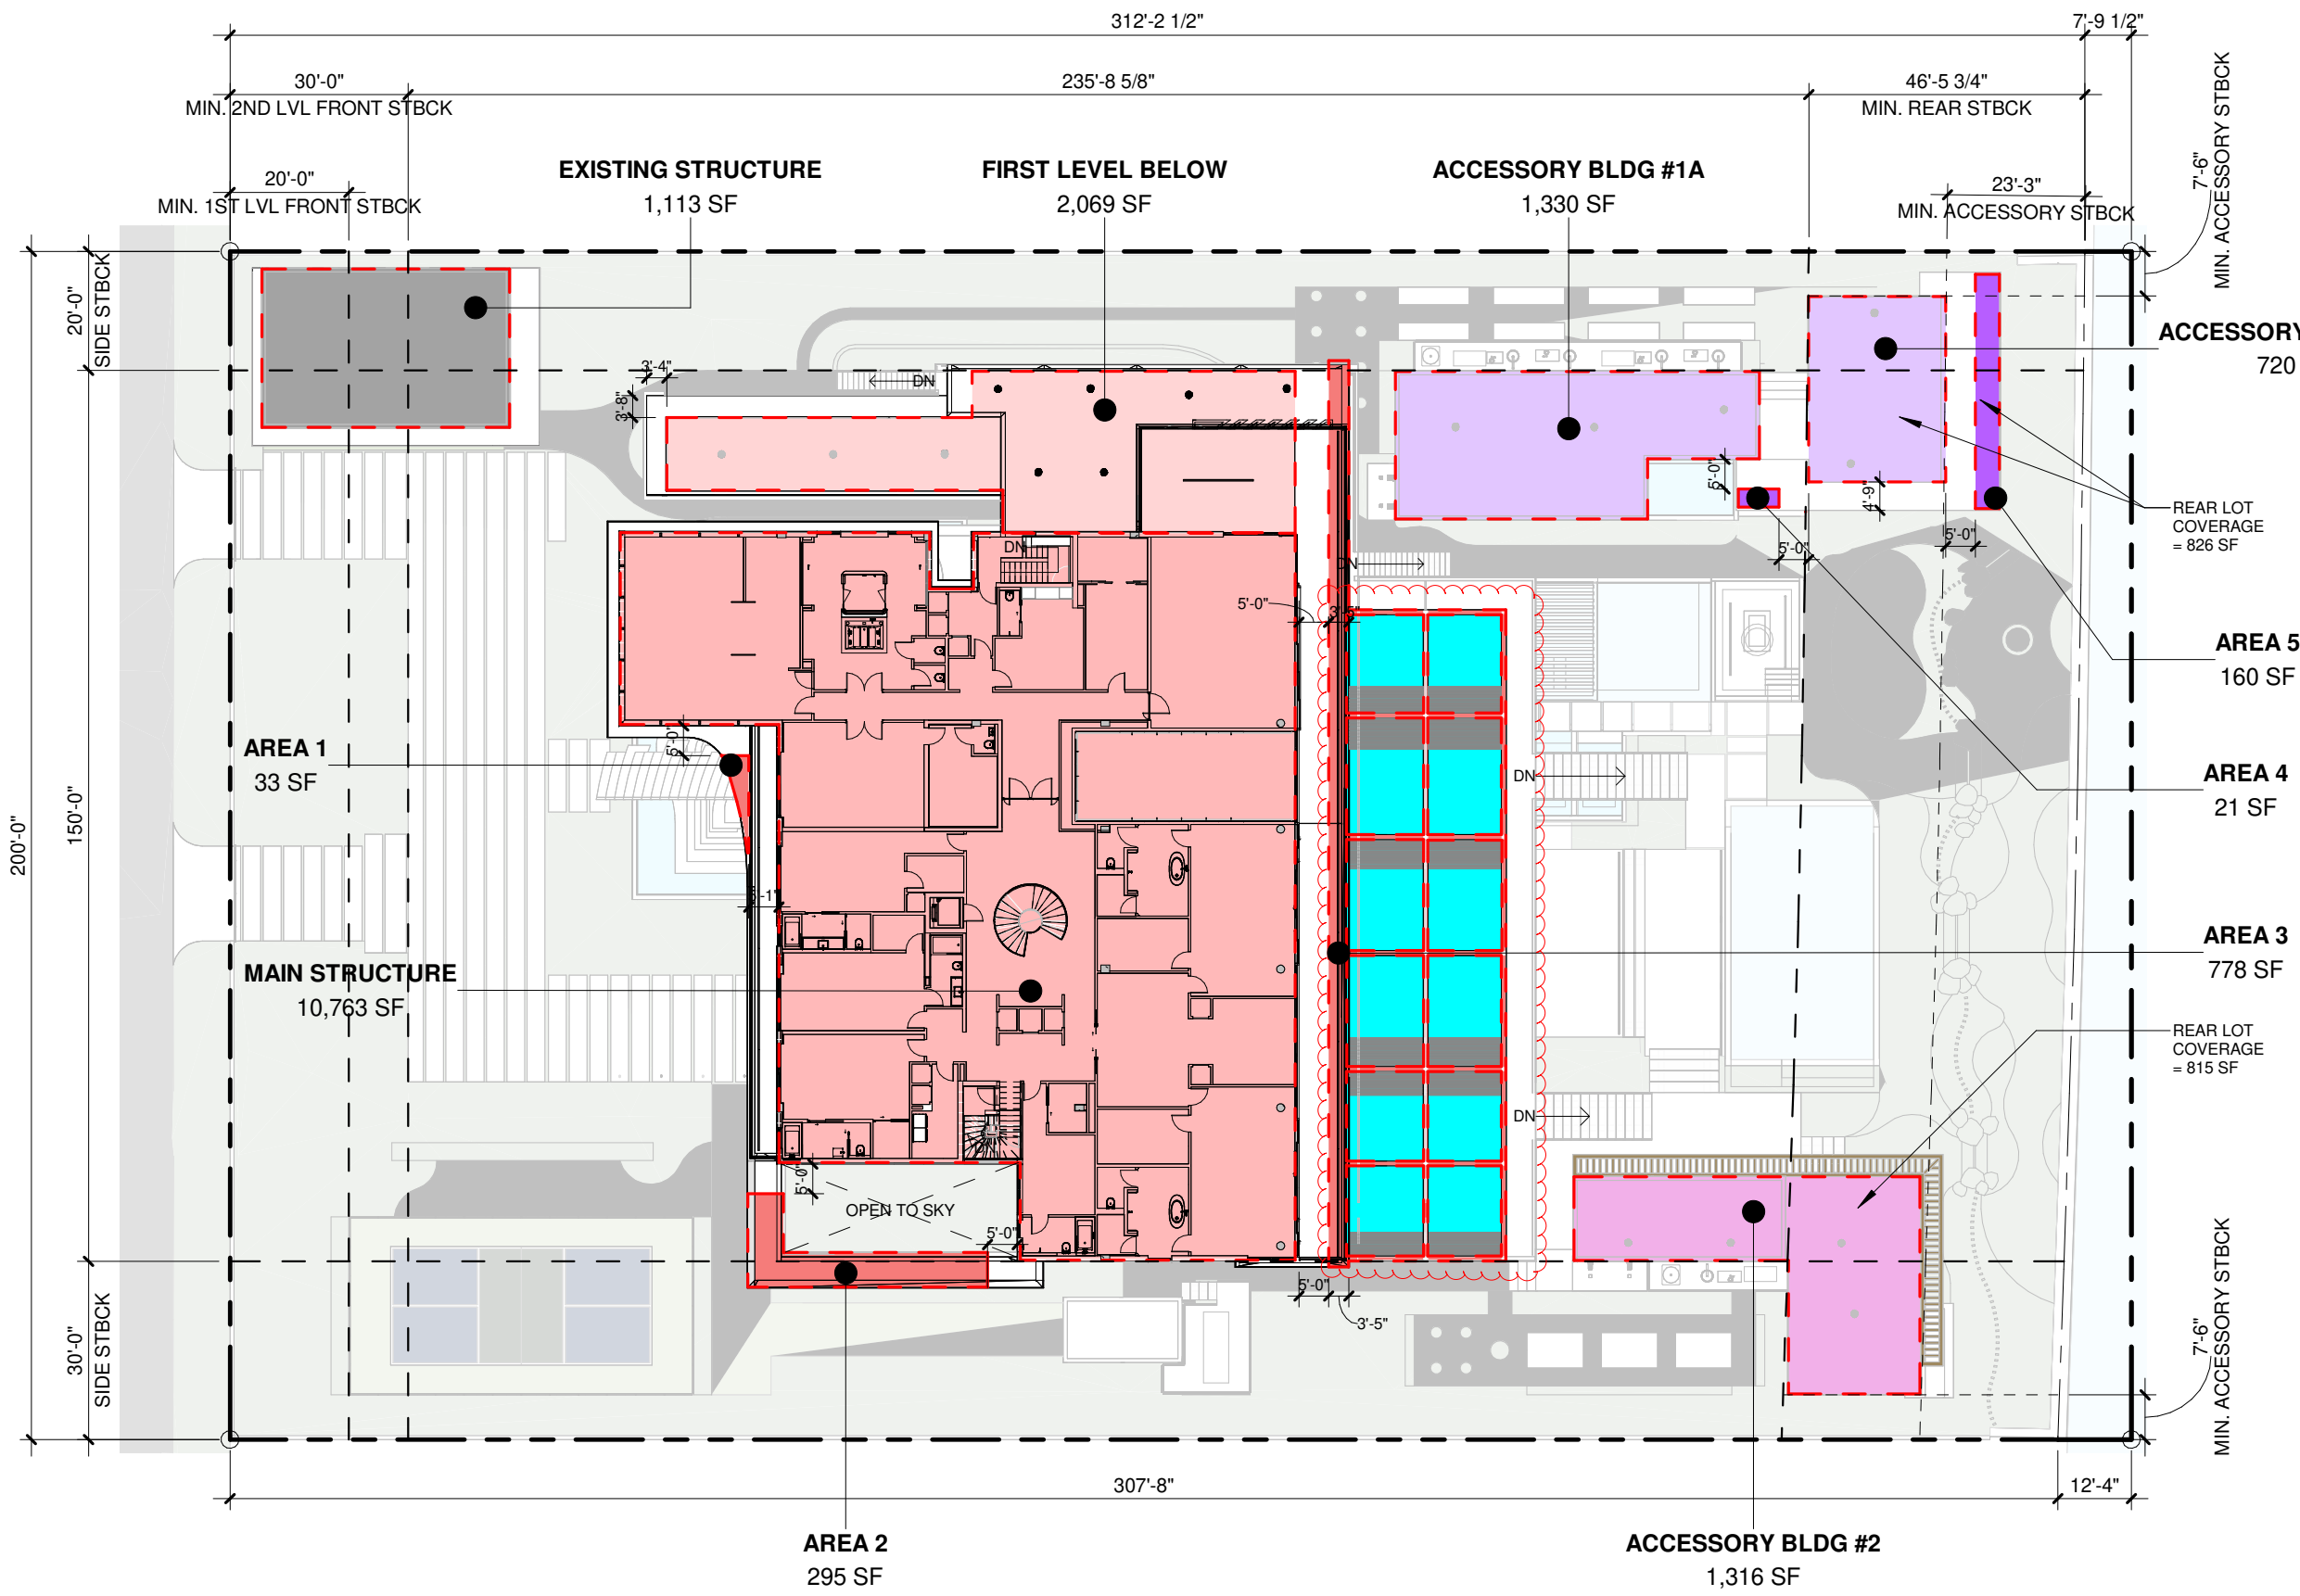 312'-2 1/2"
7'-9 1/2"
30'-0"
MIN. 2ND LVL FRONT STBCK
235'-8 5/8"
46'-5 3/4"
MIN. REAR STBCK
20'-0"
MIN. 1ST LVL FRONT STBCK
EXISTING STRUCTURE
1,113 SF
FIRST LEVEL BELOW
2,069 SF
ACCESSORY BLDG #1A
1,330 SF
23'-3"
MIN. ACCESSORY STBCK
7'-6"
MIN. ACCESSORY STBCK
20'-0"
SIDE STBCK
ACCESSORY
720
3'-4"
3'-8"
DN
5'-0"
4'-9"
5'-0"
5'-0"
REAR LOT
COVERAGE
= 826 SF
DN
DN
5'-0"
3'-5"
AREA 5
160 SF
AREA 1
33 SF
5'-0"
DN
AREA 4
21 SF
200'-0"
150'-0"
AREA 3
778 SF
MAIN STRUCTURE
10,763 SF
REAR LOT
COVERAGE
= 815 SF
DN
5'-0"
OPEN TO SKY
5'-0"
5'-0"
3'-5"
30'-0"
SIDE STBCK
7'-6"
MIN. ACCESSORY STBCK
307'-8"
12'-4"
AREA 2
295 SF
ACCESSORY BLDG #2
1,316 SF